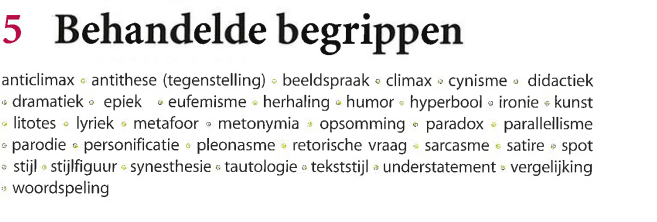 5 Behandelde begrippen
anticlimax • antithese (tegenstelling) • beeldspraak • climax • cynisme • didactiek
• dramatiek • epiek • eufemisme • herhaling • humor • hyperbool • ironie • kunst
• litotes • lyriek • metafoor • metonymia • opsomming • paradox • parallellisme
• parodie • personificatie • pleonasme • retorische vraag • sarcasme • satire • spot
• stijl • stijlfiguur • synesthesie • tautologie • tekststijl • understatement • vergelijking
• woordspeling